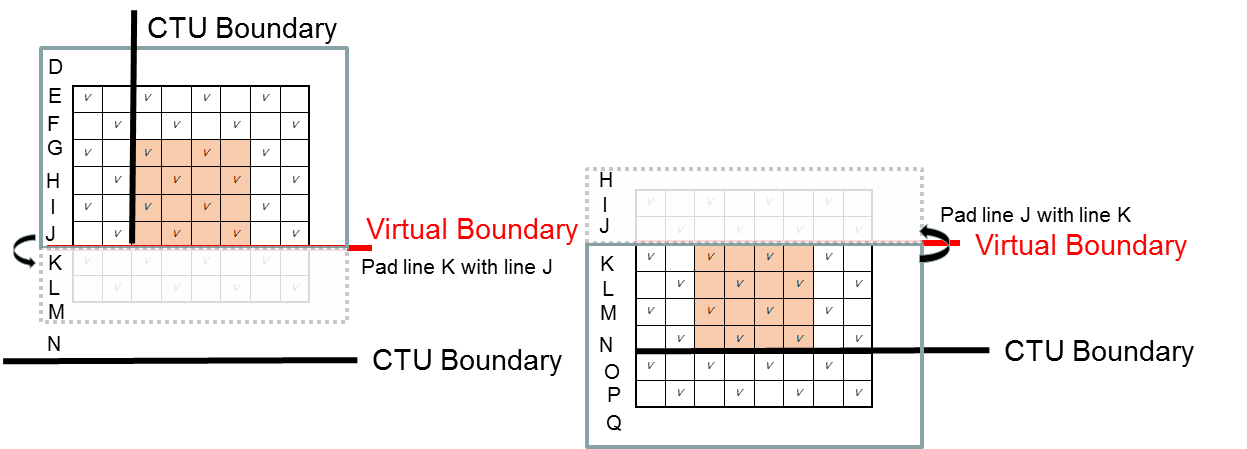 CTU Boundary
D
E v v v v
F v v v v
G v v v v
H v v v v
I v v v v
J v v v v
Virtual Boundary
Pad line K with line J
K v v v v
L v v v v
M
N
CTU Boundary
H
I v v v v
J v v v v
Pad line J with line K
Virtual Boundary
K v v v v
L v v v v
M v v v v
N v v v v
CTU Boundary
O v v v v
P v v v v
Q